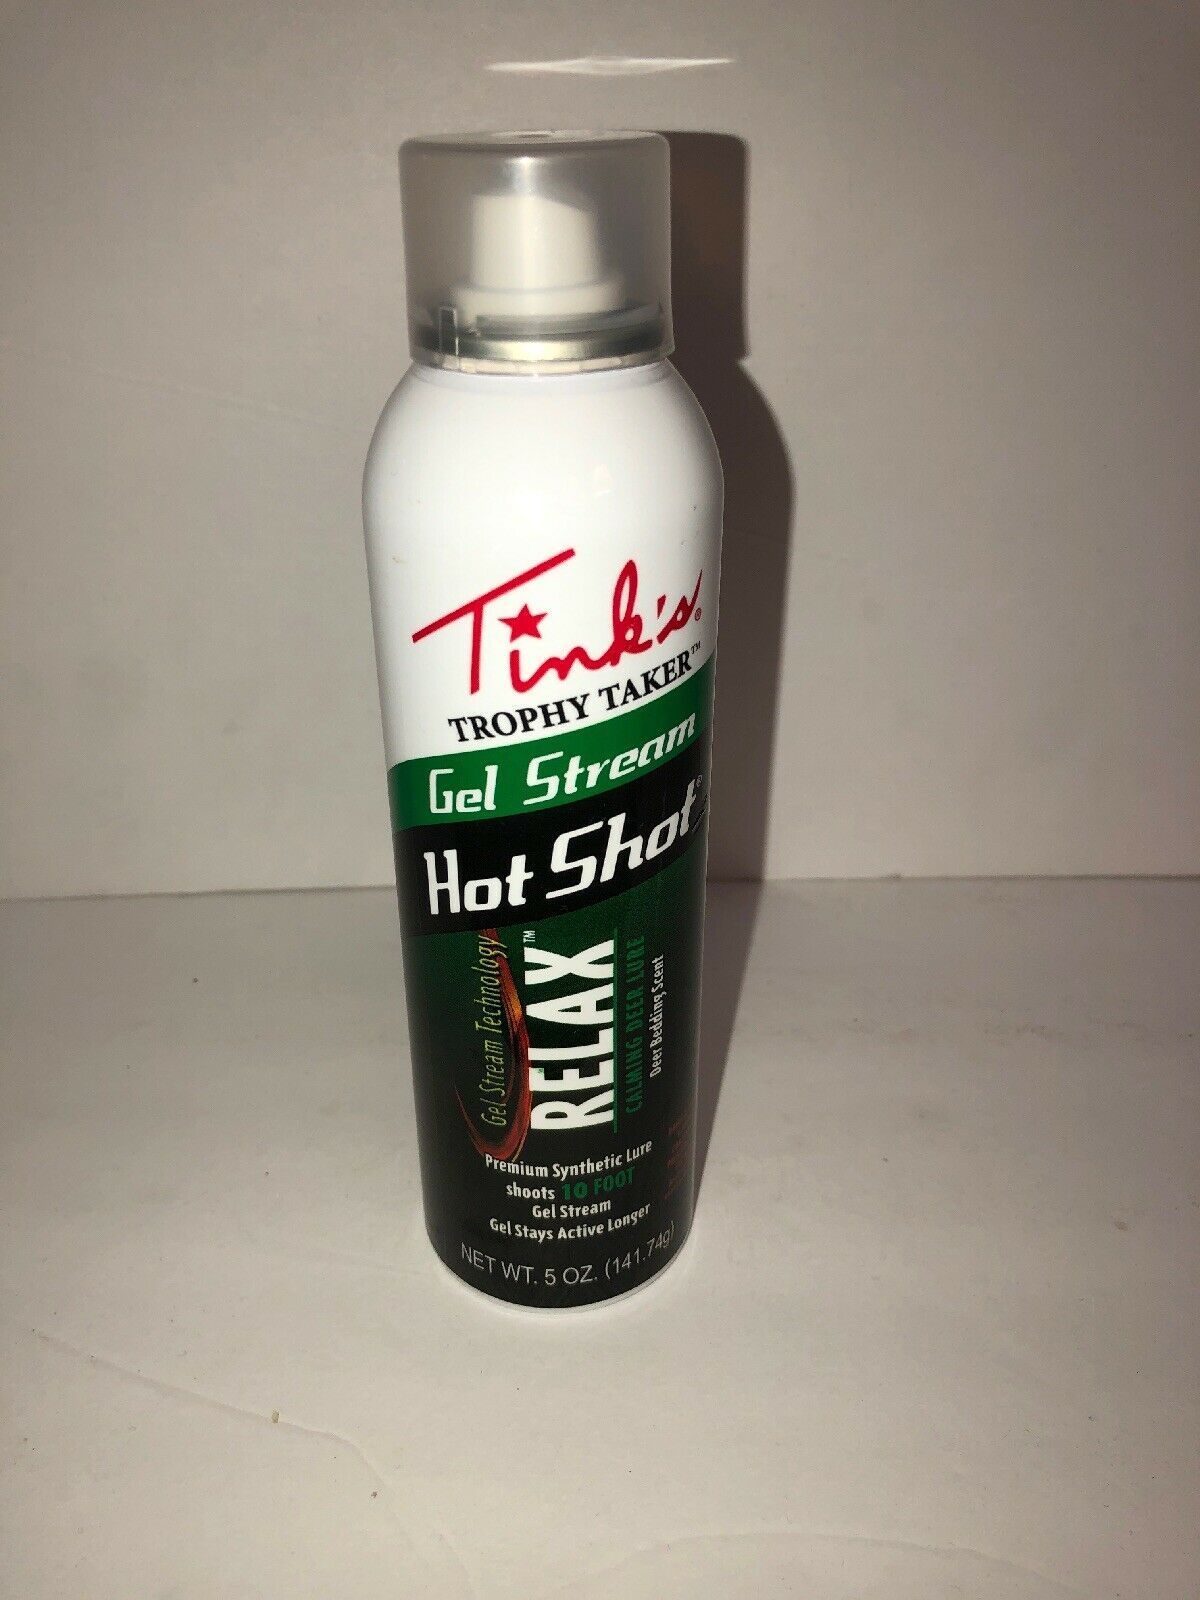 Tink's®
TROPHY TAKER™
Gel Stream
Hot Shot®
Gel Stream Technology
RELAX™
CALMING DEER LURE
Deer Bedding Scent
Premium Synthetic Lure
shoots 10 FOOT
Gel Stream
Gel Stays Active Longer
NET WT. 5 OZ. (141.74g)